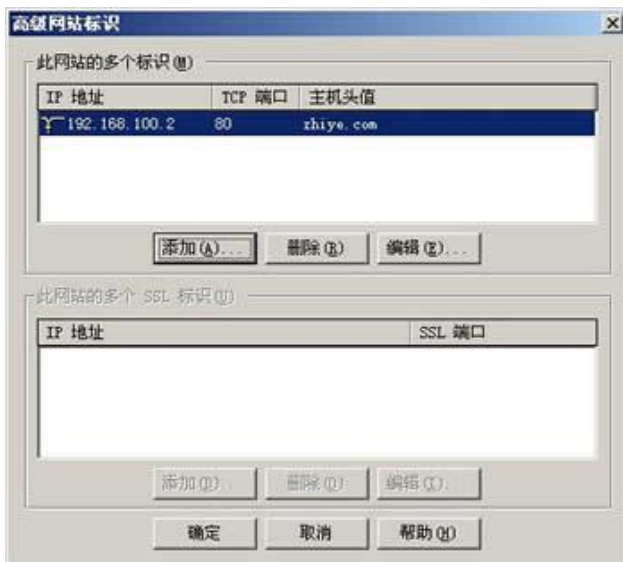 高级网站标识
此网站的多个标识(M)
IP 地址 TCP 端口 主机头值
192.168.100.2 80 zhiye.com
添加(A)... 删除(R) 编辑(E)...
此网站的多个 SSL 标识(U)
IP 地址 SSL 端口
添加(D)... 删除(O) 编辑(I)...
确定 取消 帮助(H)